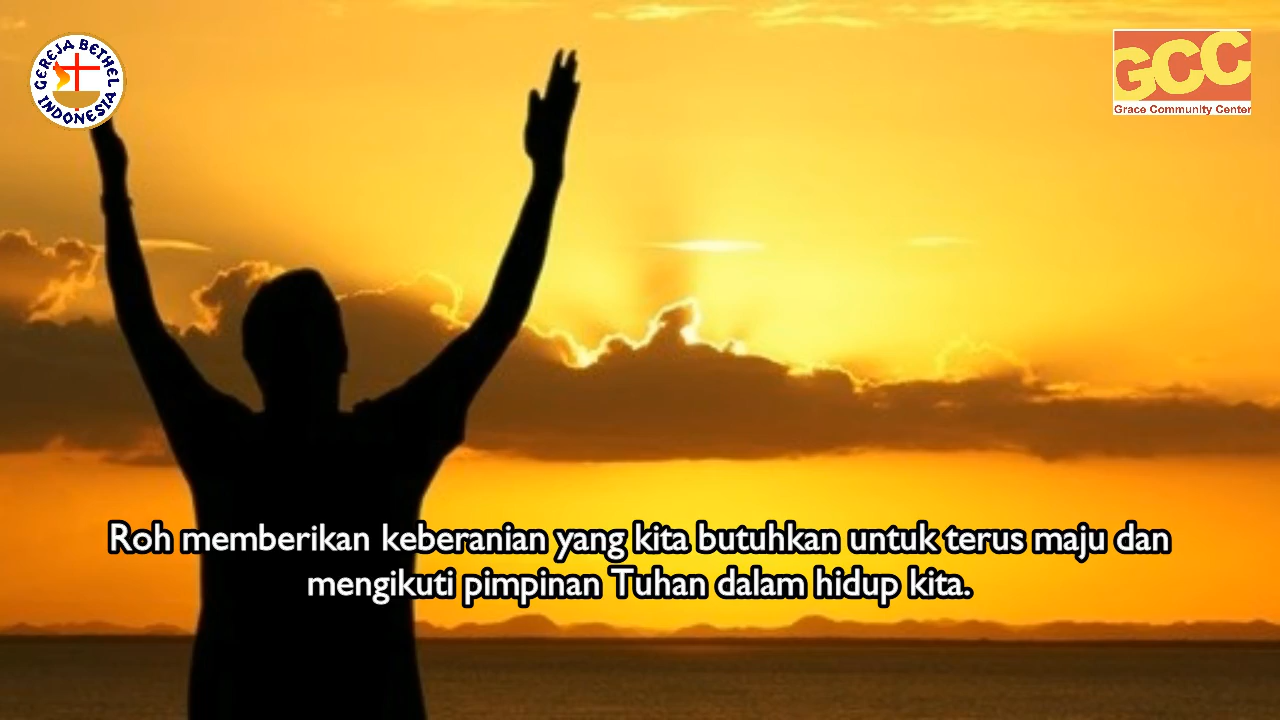 GEREJA BETHEL
INDONESIA
GCC
Grace Community Center
Roh memberikan keberanian yang kita butuhkan untuk terus maju dan
mengikuti pimpinan Tuhan dalam hidup kita.